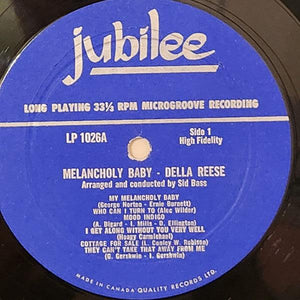 jubilee
LONG PLAYING 33⅓ RPM MICROGROOVE RECORDING
LP 1026A
Side 1
High Fidelity
MELANCHOLY BABY - DELLA REESE
Arranged and conducted by Sid Bass
MY MELANCHOLY BABY
(George Norton - Ernie Burnett)
WHO CAN I TURN TO (Alec Wilder)
MOOD INDIGO
(A. Bigard - I. Mills - D. Ellington)
I GET ALONG WITHOUT YOU VERY WELL
(Hoagy Carmichael)
COTTAGE FOR SALE (L. Conley W. Robison)
THEY CAN'T TAKE THAT AWAY FROM ME
(G. Gershwin - I. Gershwin)
MADE IN CANADA QUALITY RECORDS LTD.